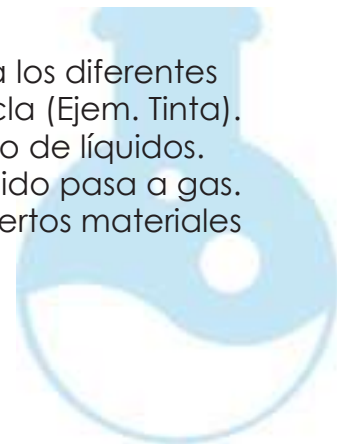 a los diferentes
cla (Ejem. Tinta).
o de líquidos.
ido pasa a gas.
ertos materiales